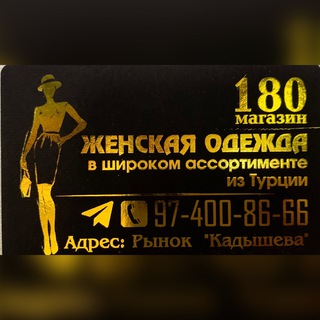 180
магазин
ЖЕНСКАЯ ОДЕЖДА
в широком ассортименте
из Турции
97-400-86-66
Адрес: Рынок "Кадышева"